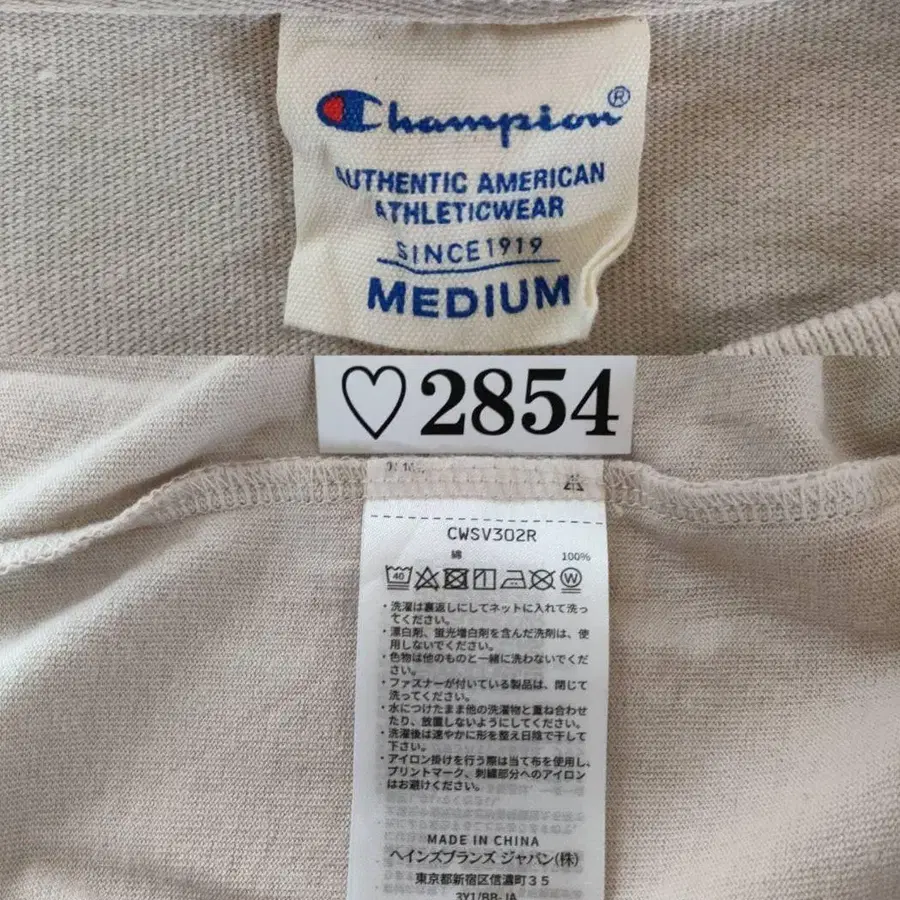 Champion®
AUTHENTIC AMERICAN
ATHLETICWEAR
SINCE 1919
MEDIUM
♡2854
CWSV302R
綿 100%
40 W
・洗濯は裏返しにしてネットに入れて洗っ
てください。
・漂白剤、蛍光増白剤を含んだ洗剤は、使
用しないでください。
・色物は他のものと一緒に洗わないでくだ
さい。
・ファスナーが付いている製品は、閉じて
洗ってください。
・水につけたまま他の洗濯物と重ね合わせ
たり、放置しないようにしてください。
・洗濯後は速やかに形を整え日陰で干して
下さい。
・アイロン掛けを行う際は当て布を使用し、
プリントマーク、刺繍部分へのアイロン
はお避けください。
MADE IN CHINA
ヘインズブランズ ジャパン(株)
東京都新宿区信濃町35
3Y1/BR-JA